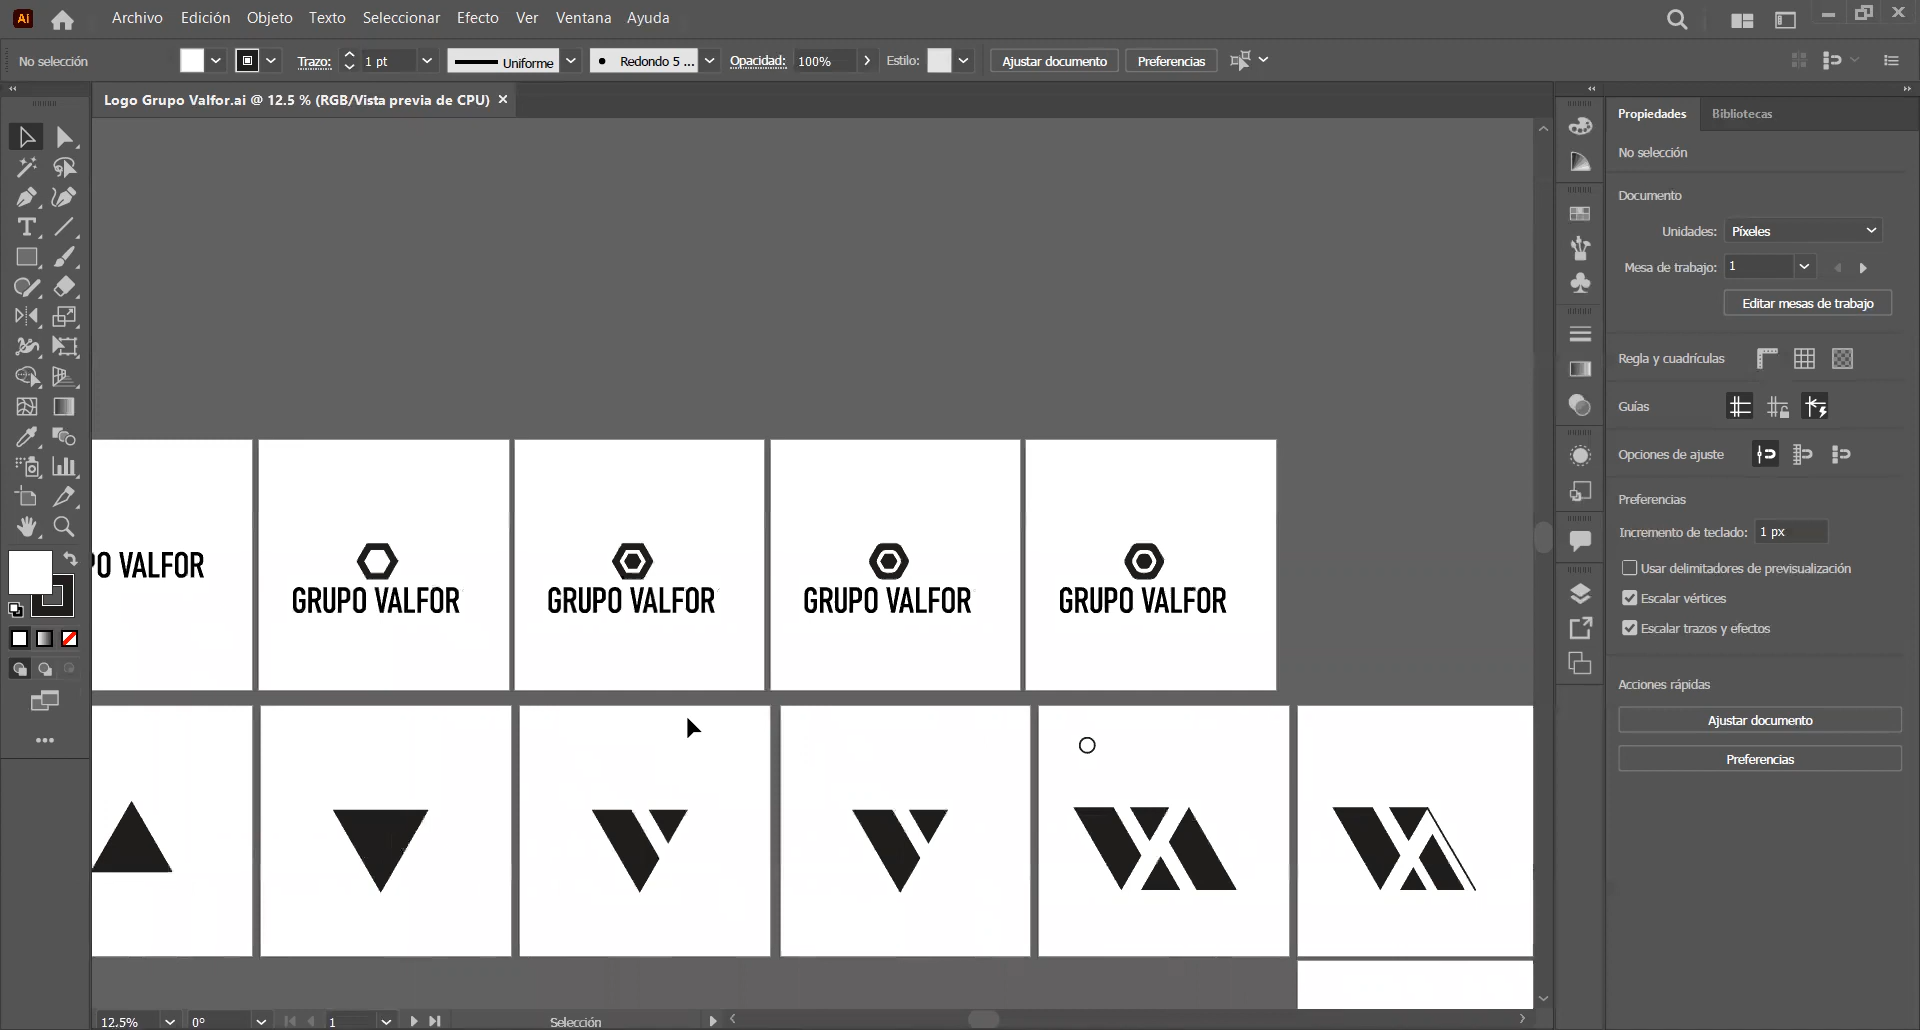 Ai Archivo Edición Objeto Texto Seleccionar Efecto Ver Ventana Ayuda
No selección Trazo: 1 pt Uniforme Redondo 5 ... Opacidad: 100% Estilo: Ajustar documento Preferencias
Logo Grupo Valfor.ai @ 12.5 % (RGB/Vista previa de CPU)
Propiedades Bibliotecas
No selección
Documento
Unidades: Píxeles
Mesa de trabajo: 1
Editar mesas de trabajo
Regla y cuadrículas
Guías
Opciones de ajuste
Preferencias
Incremento de teclado: 1 px
Usar delimitadores de previsualización
Escalar vértices
Escalar trazos y efectos
Acciones rápidas
Ajustar documento
Preferencias
PO VALFOR
GRUPO VALFOR GRUPO VALFOR GRUPO VALFOR GRUPO VALFOR
12,5% 0° 1 Selección